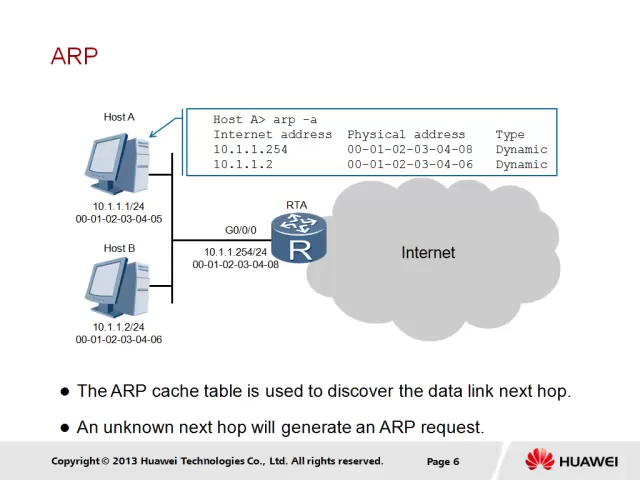 ARP
Host A
Host A> arp -a
Internet address Physical address Type
10.1.1.254 00-01-02-03-04-08 Dynamic
10.1.1.2 00-01-02-03-04-06 Dynamic
10.1.1.1/24
00-01-02-03-04-05
RTA
G0/0/0
R
Internet
Host B
10.1.1.254/24
00-01-02-03-04-08
10.1.1.2/24
00-01-02-03-04-06
● The ARP cache table is used to discover the data link next hop.
● An unknown next hop will generate an ARP request.
Copyright © 2013 Huawei Technologies Co., Ltd. All rights reserved.
Page 6
HUAWEI